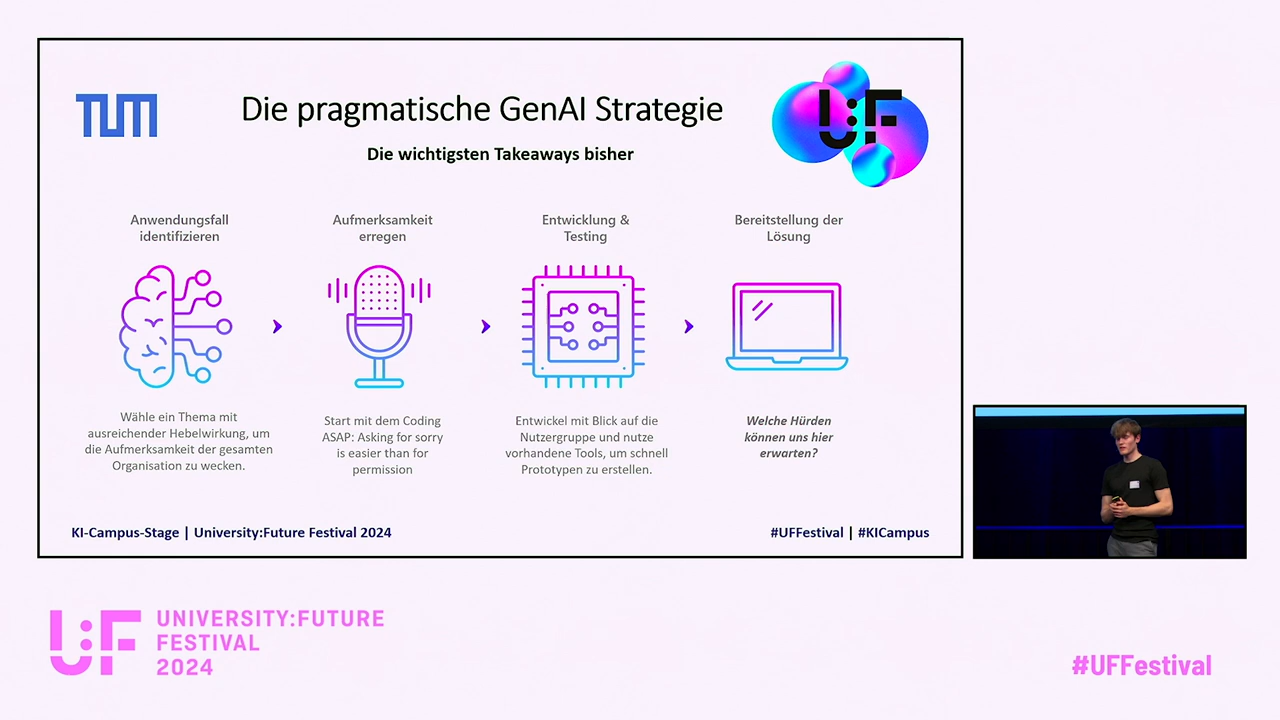 TUM
Die pragmatische GenAI Strategie
Die wichtigsten Takeaways bisher
U:F
Anwendungsfall
identifizieren
Aufmerksamkeit
erregen
Entwicklung &
Testing
Bereitstellung der
Lösung
Wähle ein Thema mit
ausreichender Hebelwirkung, um
die Aufmerksamkeit der gesamten
Organisation zu wecken.
Start mit dem Coding
ASAP: Asking for sorry
is easier than for
permission
Entwickel mit Blick auf die
Nutzergruppe und nutze
vorhandene Tools, um schnell
Prototypen zu erstellen.
Welche Hürden
können uns hier
erwarten?
KI-Campus-Stage | University:Future Festival 2024
#UFFestival | #KICampus
U:F
UNIVERSITY:FUTURE
FESTIVAL
2024
#UFFestival